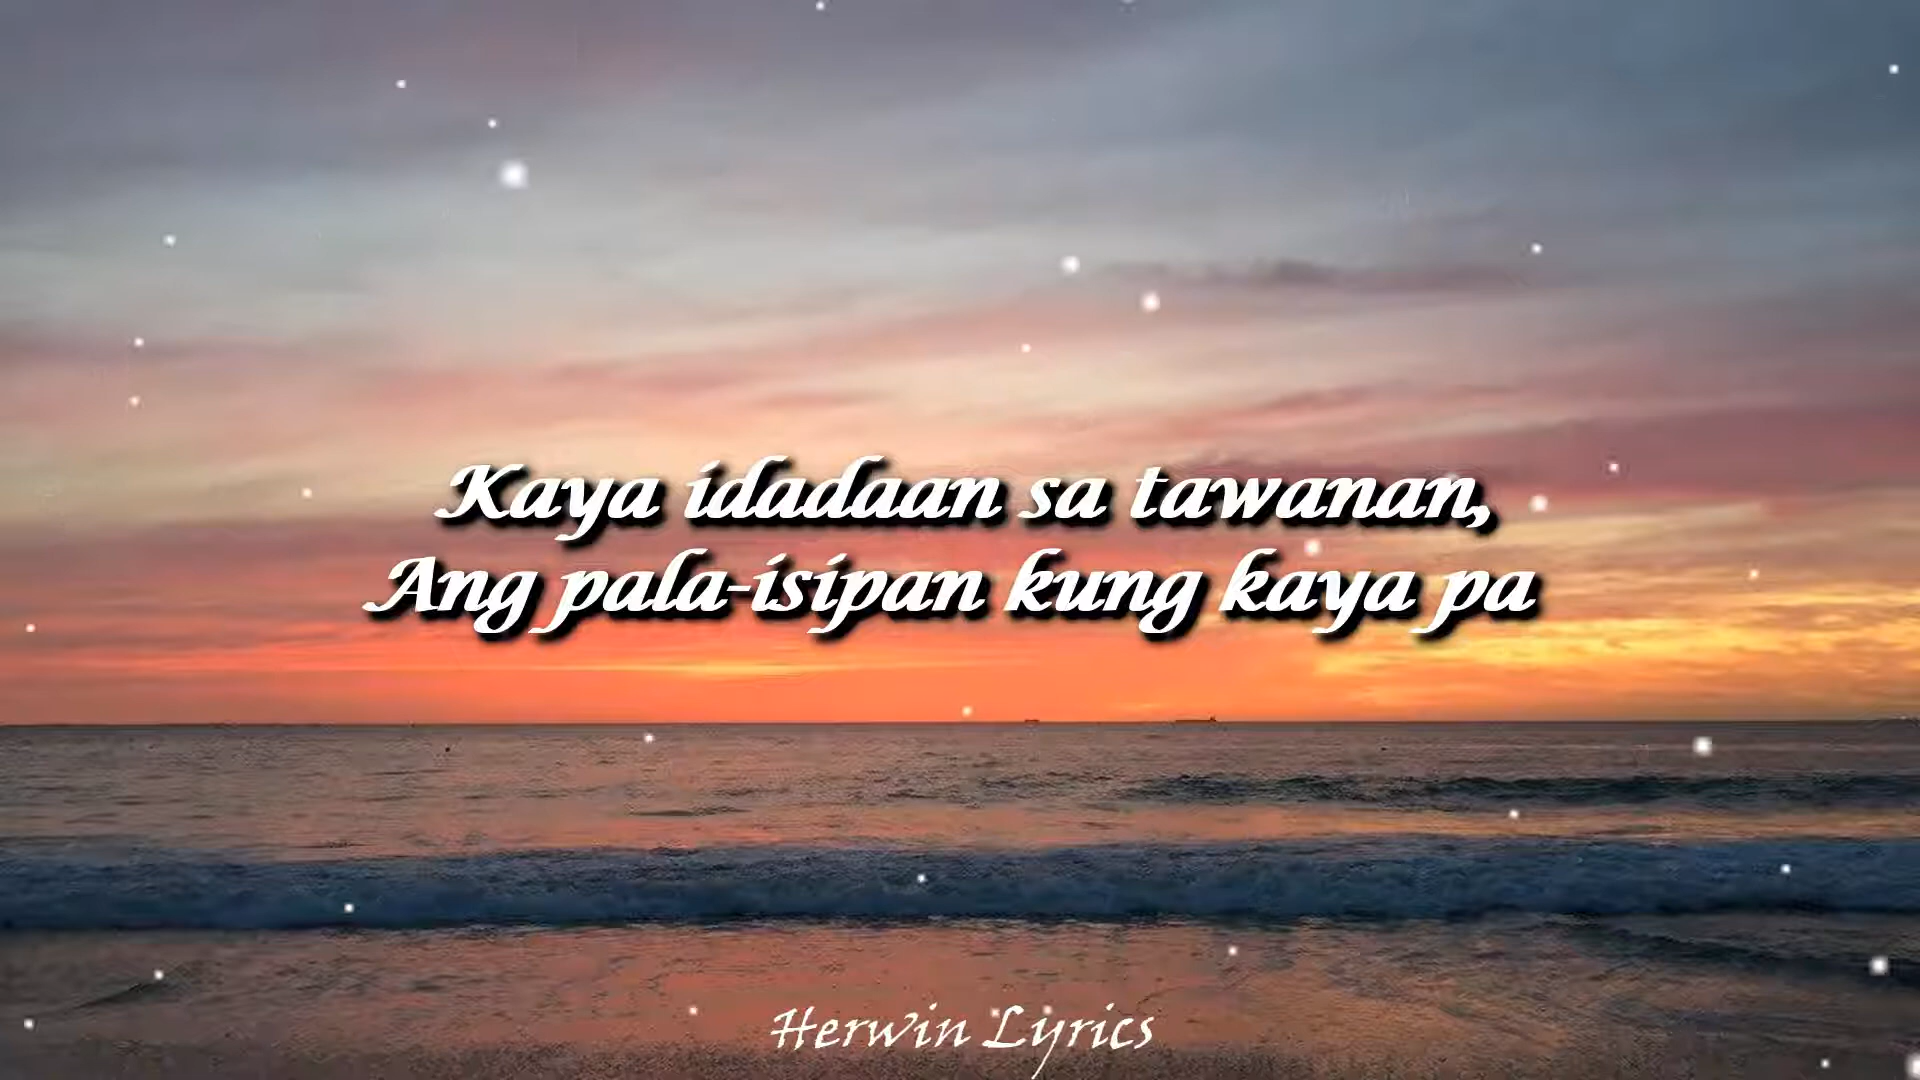 Kaya idadaan sa tawanan,
Ang pala-isipan kung kaya pa
Herwin Lyrics